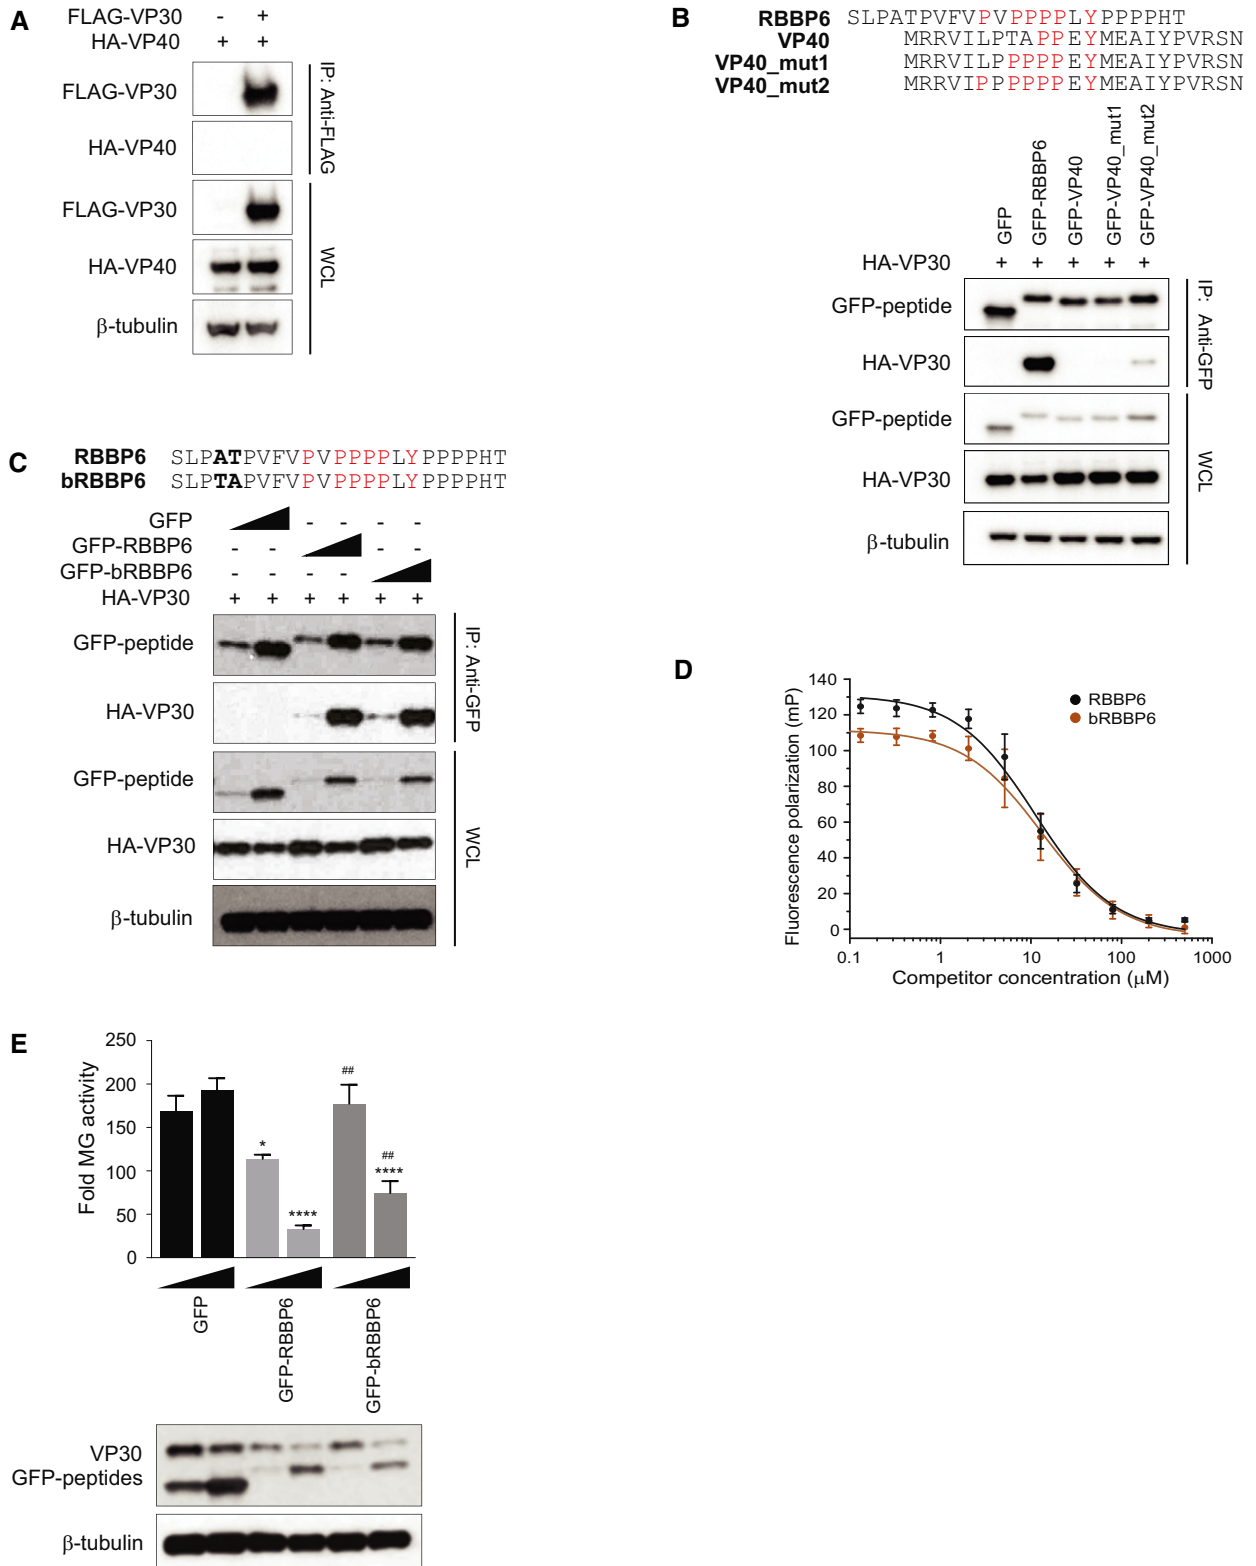 A
FLAG-VP30 - +
HA-VP40 + +
FLAG-VP30
HA-VP40
IP: Anti-FLAG
FLAG-VP30
HA-VP40
β-tubulin
WCL
B
RBBP6 SLPATPVFVPVPPPPLYPPPPHT
VP40 MRRVILPTAPPEYMEAIYPVRSN
VP40_mut1 MRRVILPPPPPEYMEAIYPVRSN
VP40_mut2 MRRVIPPPPPPEYMEAIYPVRSN
GFP
GFP-RBBP6
GFP-VP40
GFP-VP40_mut1
GFP-VP40_mut2
HA-VP30 + + + + +
GFP-peptide
HA-VP30
IP: Anti-GFP
GFP-peptide
HA-VP30
β-tubulin
WCL
C
RBBP6 SLPATPVFVPVPPPPLYPPPPHT
bRBBP6 SLPTAPVFVPVPPPPLYPPPPHT
GFP - - - -
GFP-RBBP6 - - - -
GFP-bRBBP6 - - - -
HA-VP30 + + + + + +
GFP-peptide
HA-VP30
IP: Anti-GFP
GFP-peptide
HA-VP30
β-tubulin
WCL
D
Fluorescence polarization (mP)
140
120
100
80
60
40
20
0
0.1 1 10 100 1000
Competitor concentration (μM)
RBBP6
bRBBP6
E
Fold MG activity
250
200
150
100
50
0
*
****
##
##
****
GFP
GFP-RBBP6
GFP-bRBBP6
VP30
GFP-peptides
β-tubulin